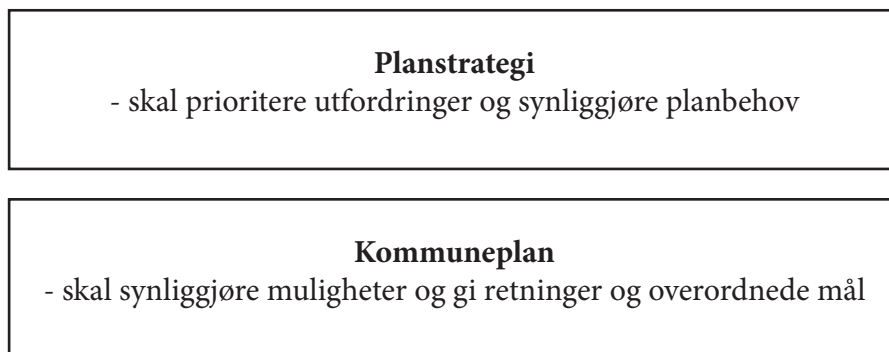 Planstrategi
- skal prioritere utfordringer og synliggjøre planbehov
Kommuneplan
- skal synliggjøre muligheter og gi retninger og overordnede mål